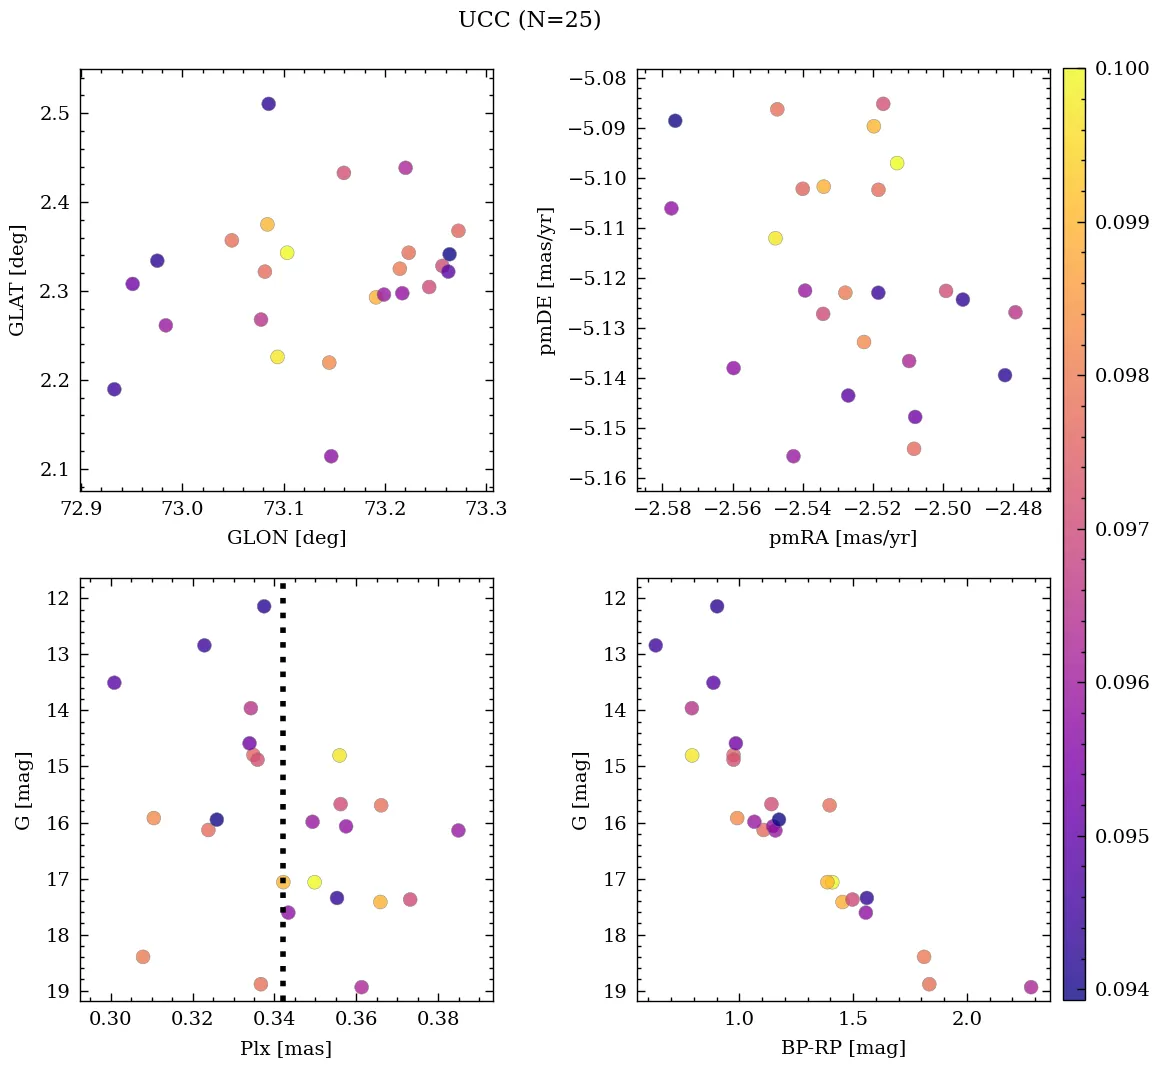 UCC (N=25)
2.5
2.4
2.3
2.2
2.1
GLAT [deg]
72.9 73.0 73.1 73.2 73.3
GLON [deg]
−5.08
−5.09
−5.10
−5.11
−5.12
−5.13
−5.14
−5.15
−5.16
pmDE [mas/yr]
−2.58 −2.56 −2.54 −2.52 −2.50 −2.48
pmRA [mas/yr]
12
13
14
15
16
17
18
19
G [mag]
0.30 0.32 0.34 0.36 0.38
Plx [mas]
12
13
14
15
16
17
18
19
G [mag]
1.0 1.5 2.0
BP-RP [mag]
0.100
0.099
0.098
0.097
0.096
0.095
0.094